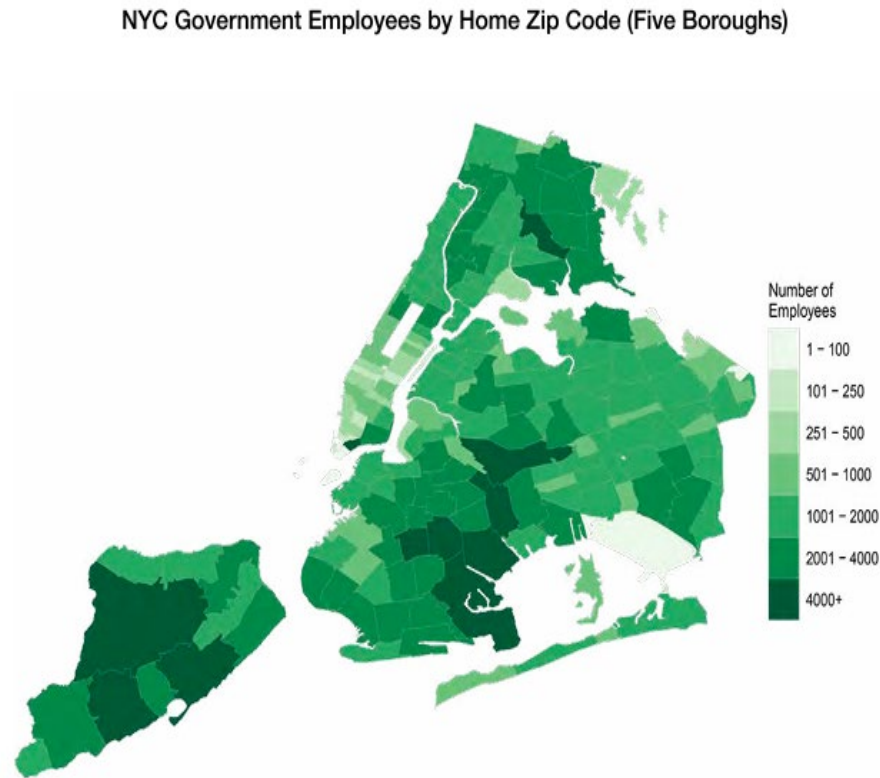 NYC Government Employees by Home Zip Code (Five Boroughs)
Number of
Employees
1 - 100
101 - 250
251 - 500
501 - 1000
1001 - 2000
2001 - 4000
4000+